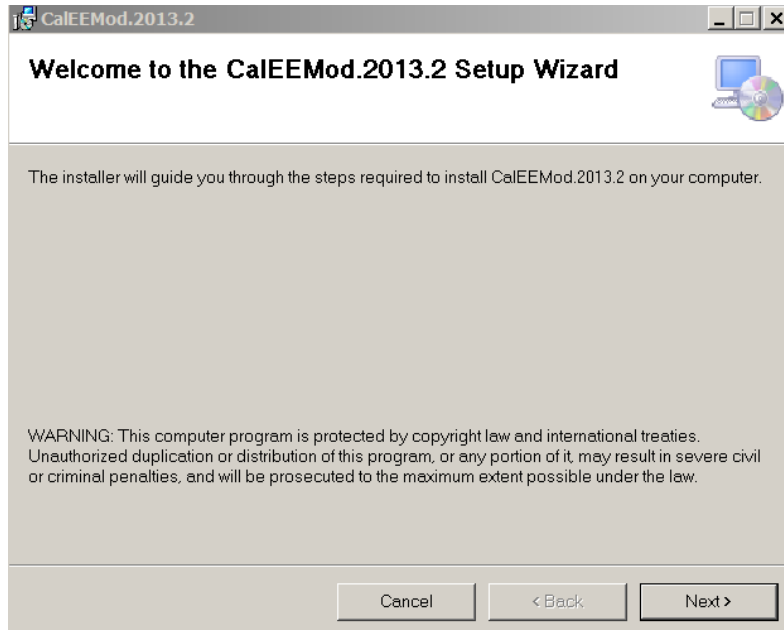 CalEEMod.2013.2
Welcome to the CalEEMod.2013.2 Setup Wizard
The installer will guide you through the steps required to install CalEEMod.2013.2 on your computer.
WARNING: This computer program is protected by copyright law and international treaties.
Unauthorized duplication or distribution of this program, or any portion of it, may result in severe civil
or criminal penalties, and will be prosecuted to the maximum extent possible under the law.
Cancel
< Back
Next >